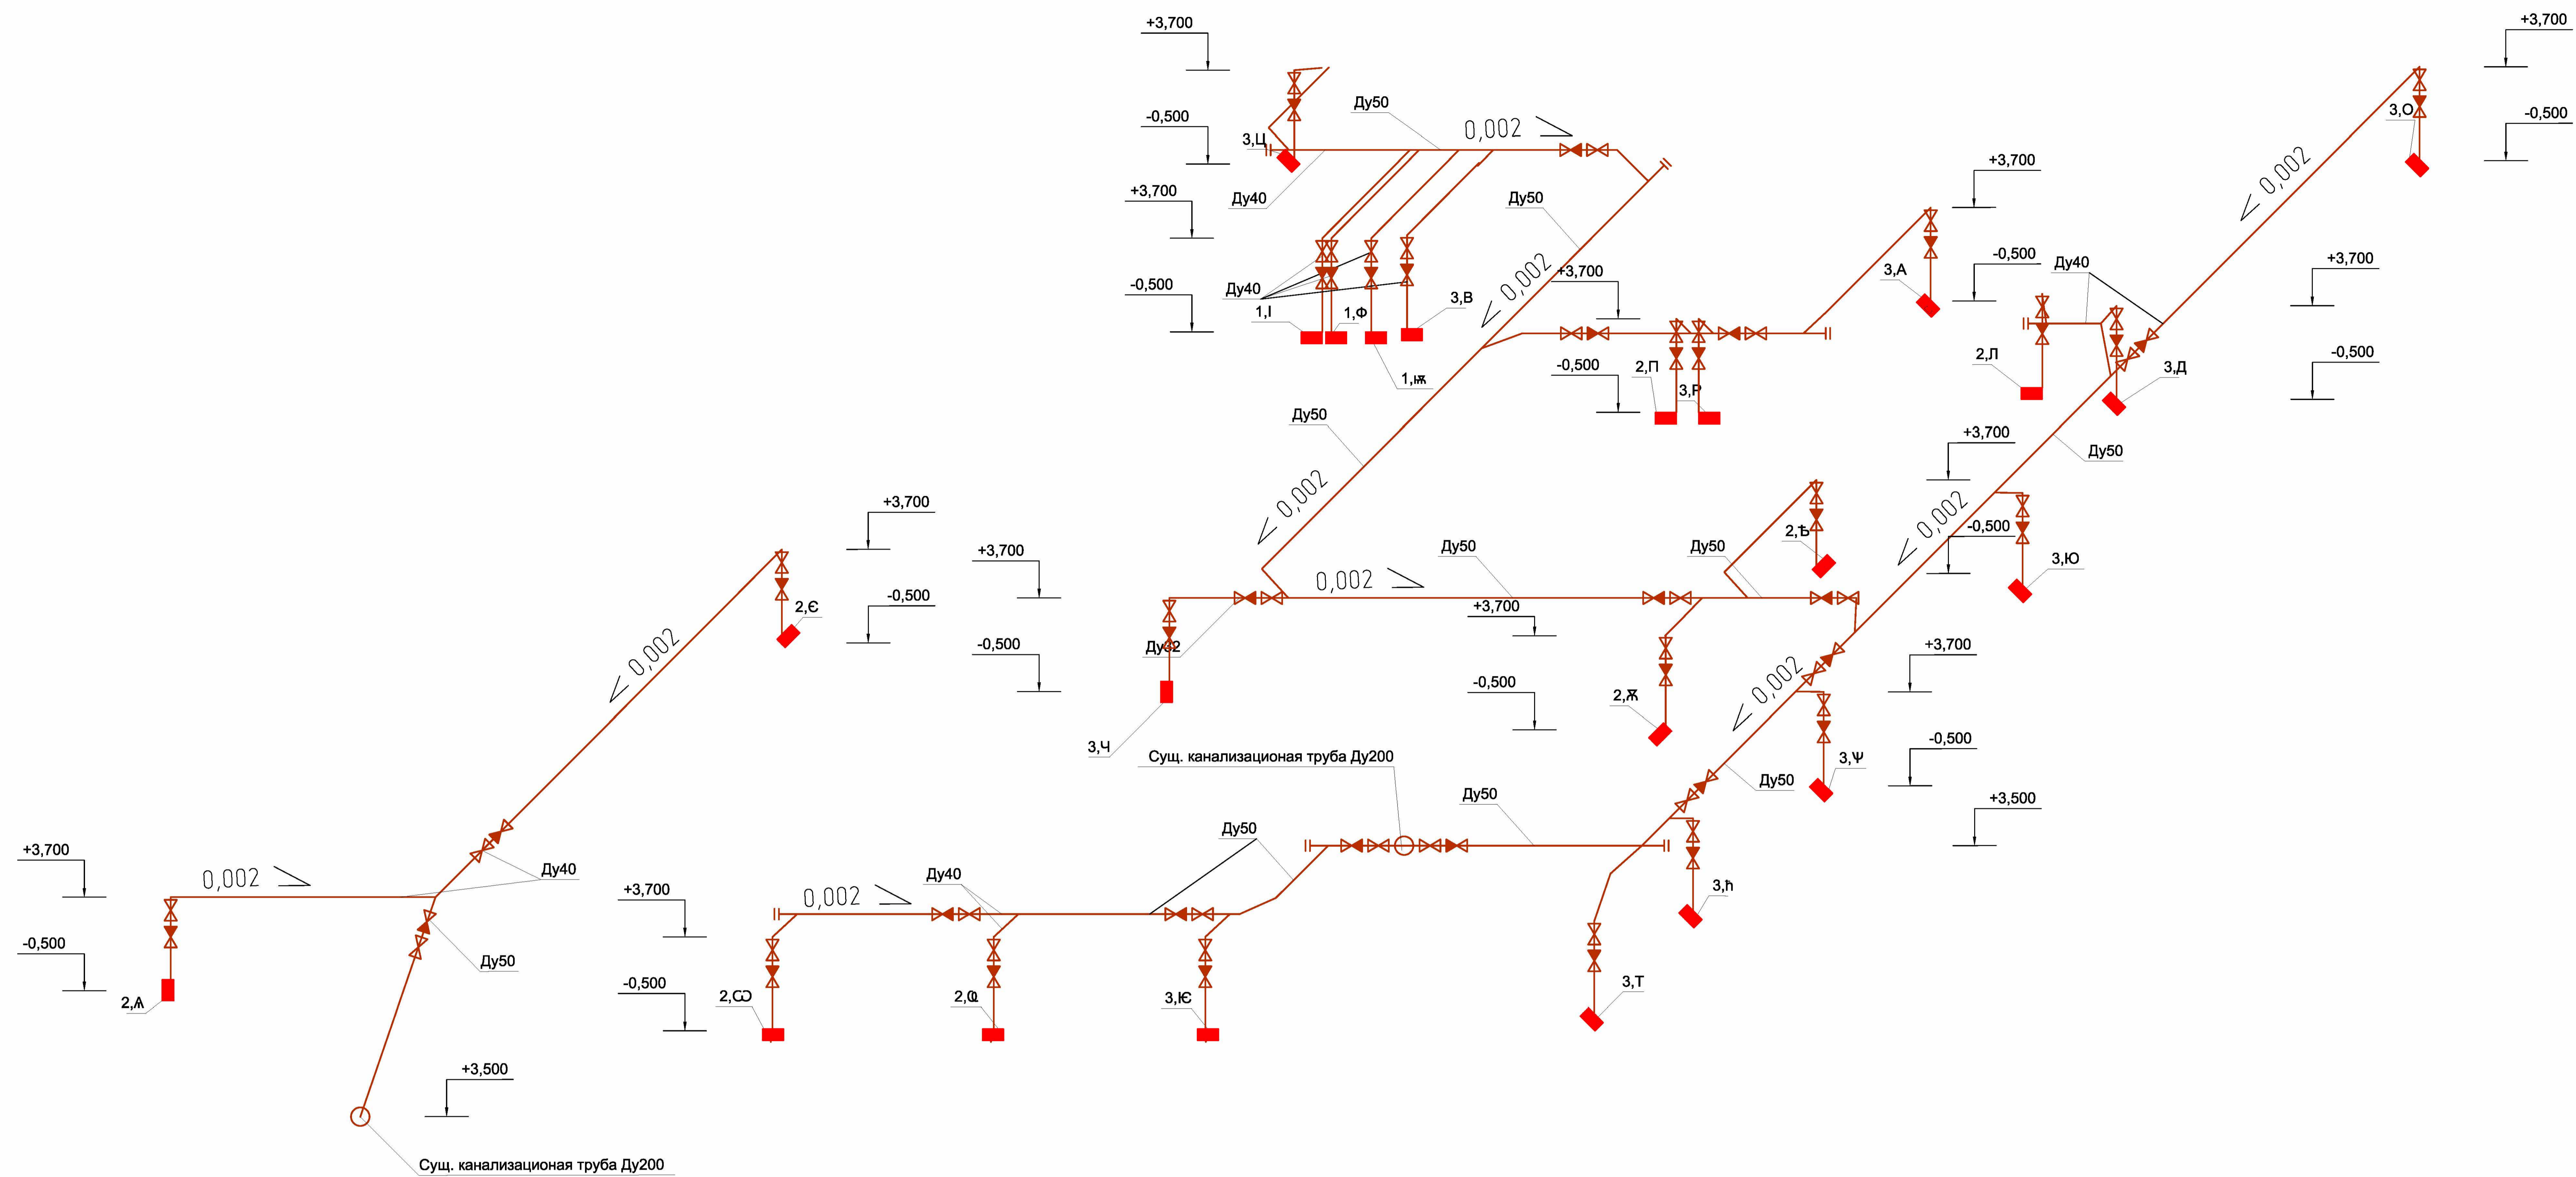 +3,700
+3,700
Ду50
-0,500
3,О
-0,500
0,002
3,Ц
+3,700
0,002
+3,700
Ду40
Ду50
-0,500
Ду40
+3,700
+3,700
3,А
0,002
-0,500
Ду40
3,В
1,І
1,Ф
-0,500
2,Л
-0,500
2,П
3,Д
1,Ѭ
3,Р
Ду50
+3,700
Ду50
0,002
+3,700
0,002
-0,500
2,Ѣ
+3,700
Ду50
Ду50
3,Ю
0,002
-0,500
2,Є
+3,700
0,002
-0,500
Ду32
+3,700
0,002
-0,500
2,Ѫ
-0,500
3,Ч
Сущ. канализационая труба Ду200
3,Ѱ
Ду50
Ду50
+3,500
Ду50
+3,700
Ду40
Ду40
0,002
+3,700
0,002
3,ћ
-0,500
Ду50
-0,500
3,Т
2,Ѧ
2,Ѽ
2,Ҩ
3,Ѥ
+3,500
Сущ. канализационая труба Ду200